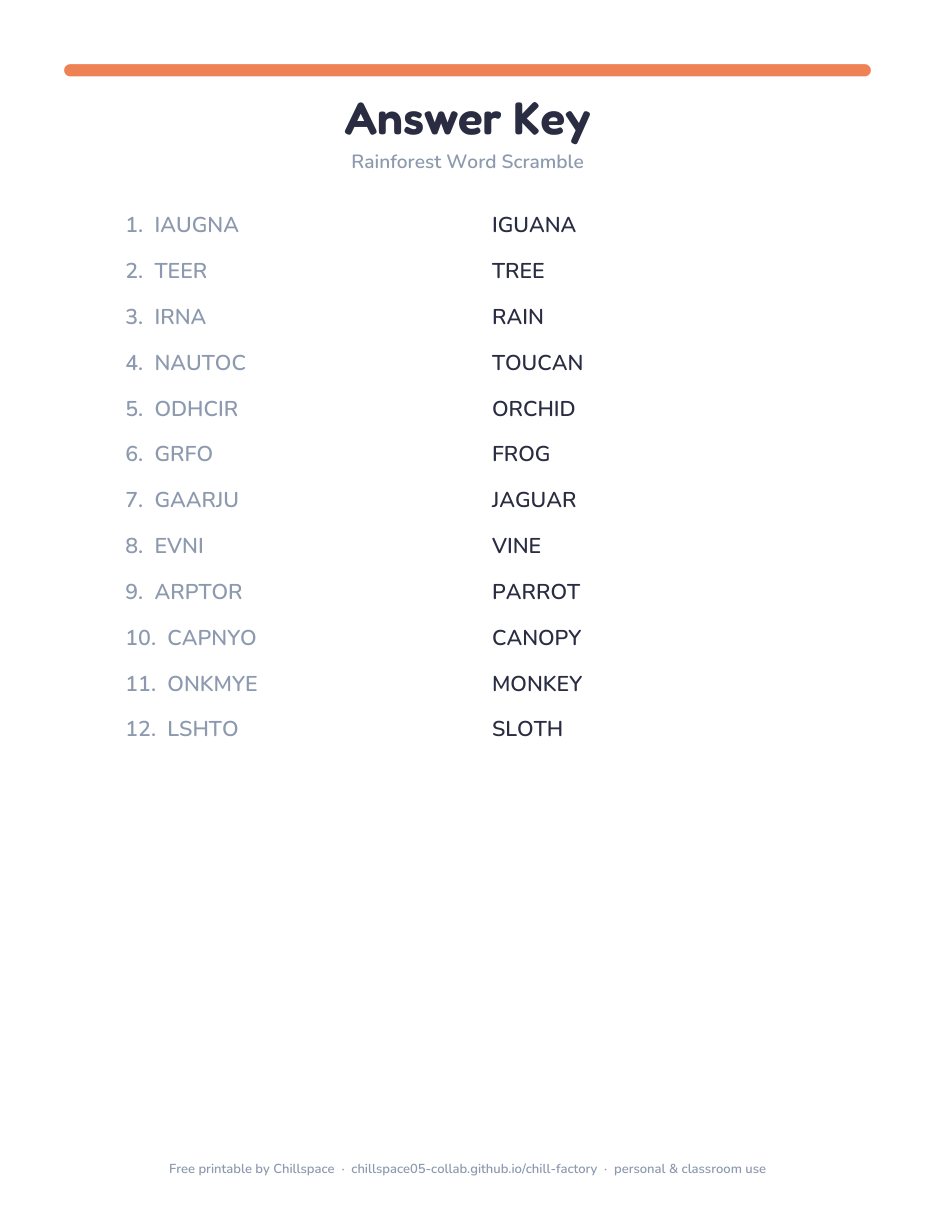 Answer Key
Rainforest Word Scramble
1. IAUGNA IGUANA
2. TEER TREE
3. IRNA RAIN
4. NAUTOC TOUCAN
5. ODHCIR ORCHID
6. GRFO FROG
7. GAARJU JAGUAR
8. EVNI VINE
9. ARPTOR PARROT
10. CAPNYO CANOPY
11. ONKMYE MONKEY
12. LSHTO SLOTH
Free printable by Chillspace · chillspace05-collab.github.io/chill-factory · personal & classroom use